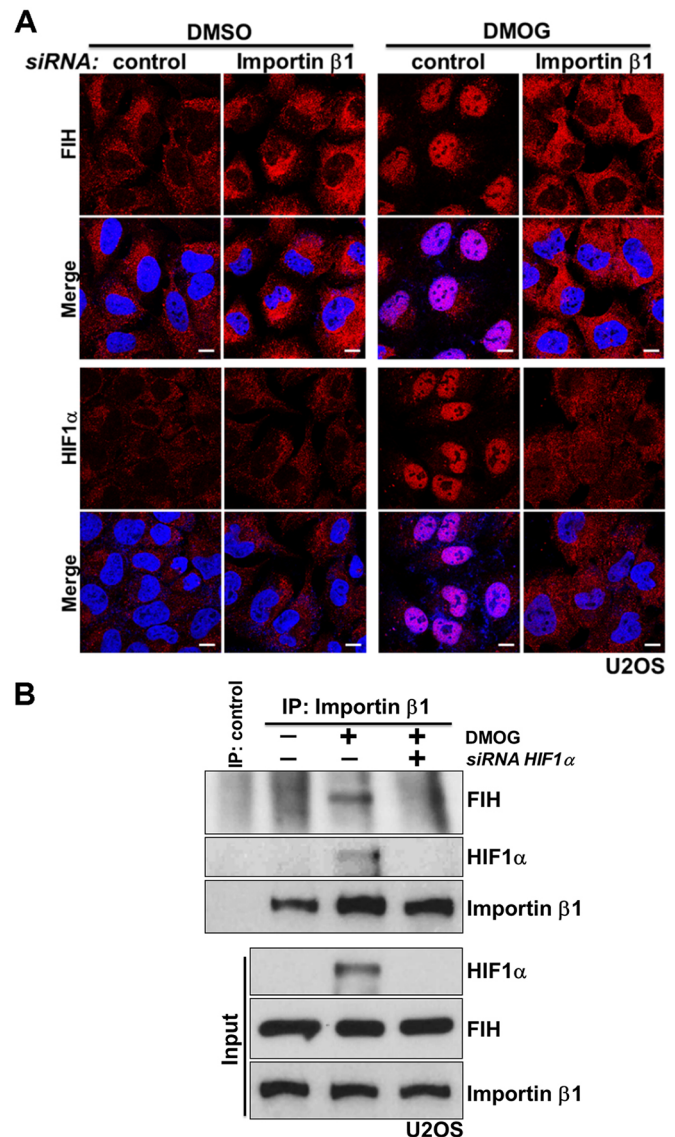 A
DMSO DMOG
siRNA: control Importin β1 control Importin β1
FIH
Merge
HIF1α
Merge
U2OS
B
IP: control
IP: Importin β1
− + + DMOG
− − + siRNA HIF1α
FIH
HIF1α
Importin β1
Input
HIF1α
FIH
Importin β1
U2OS